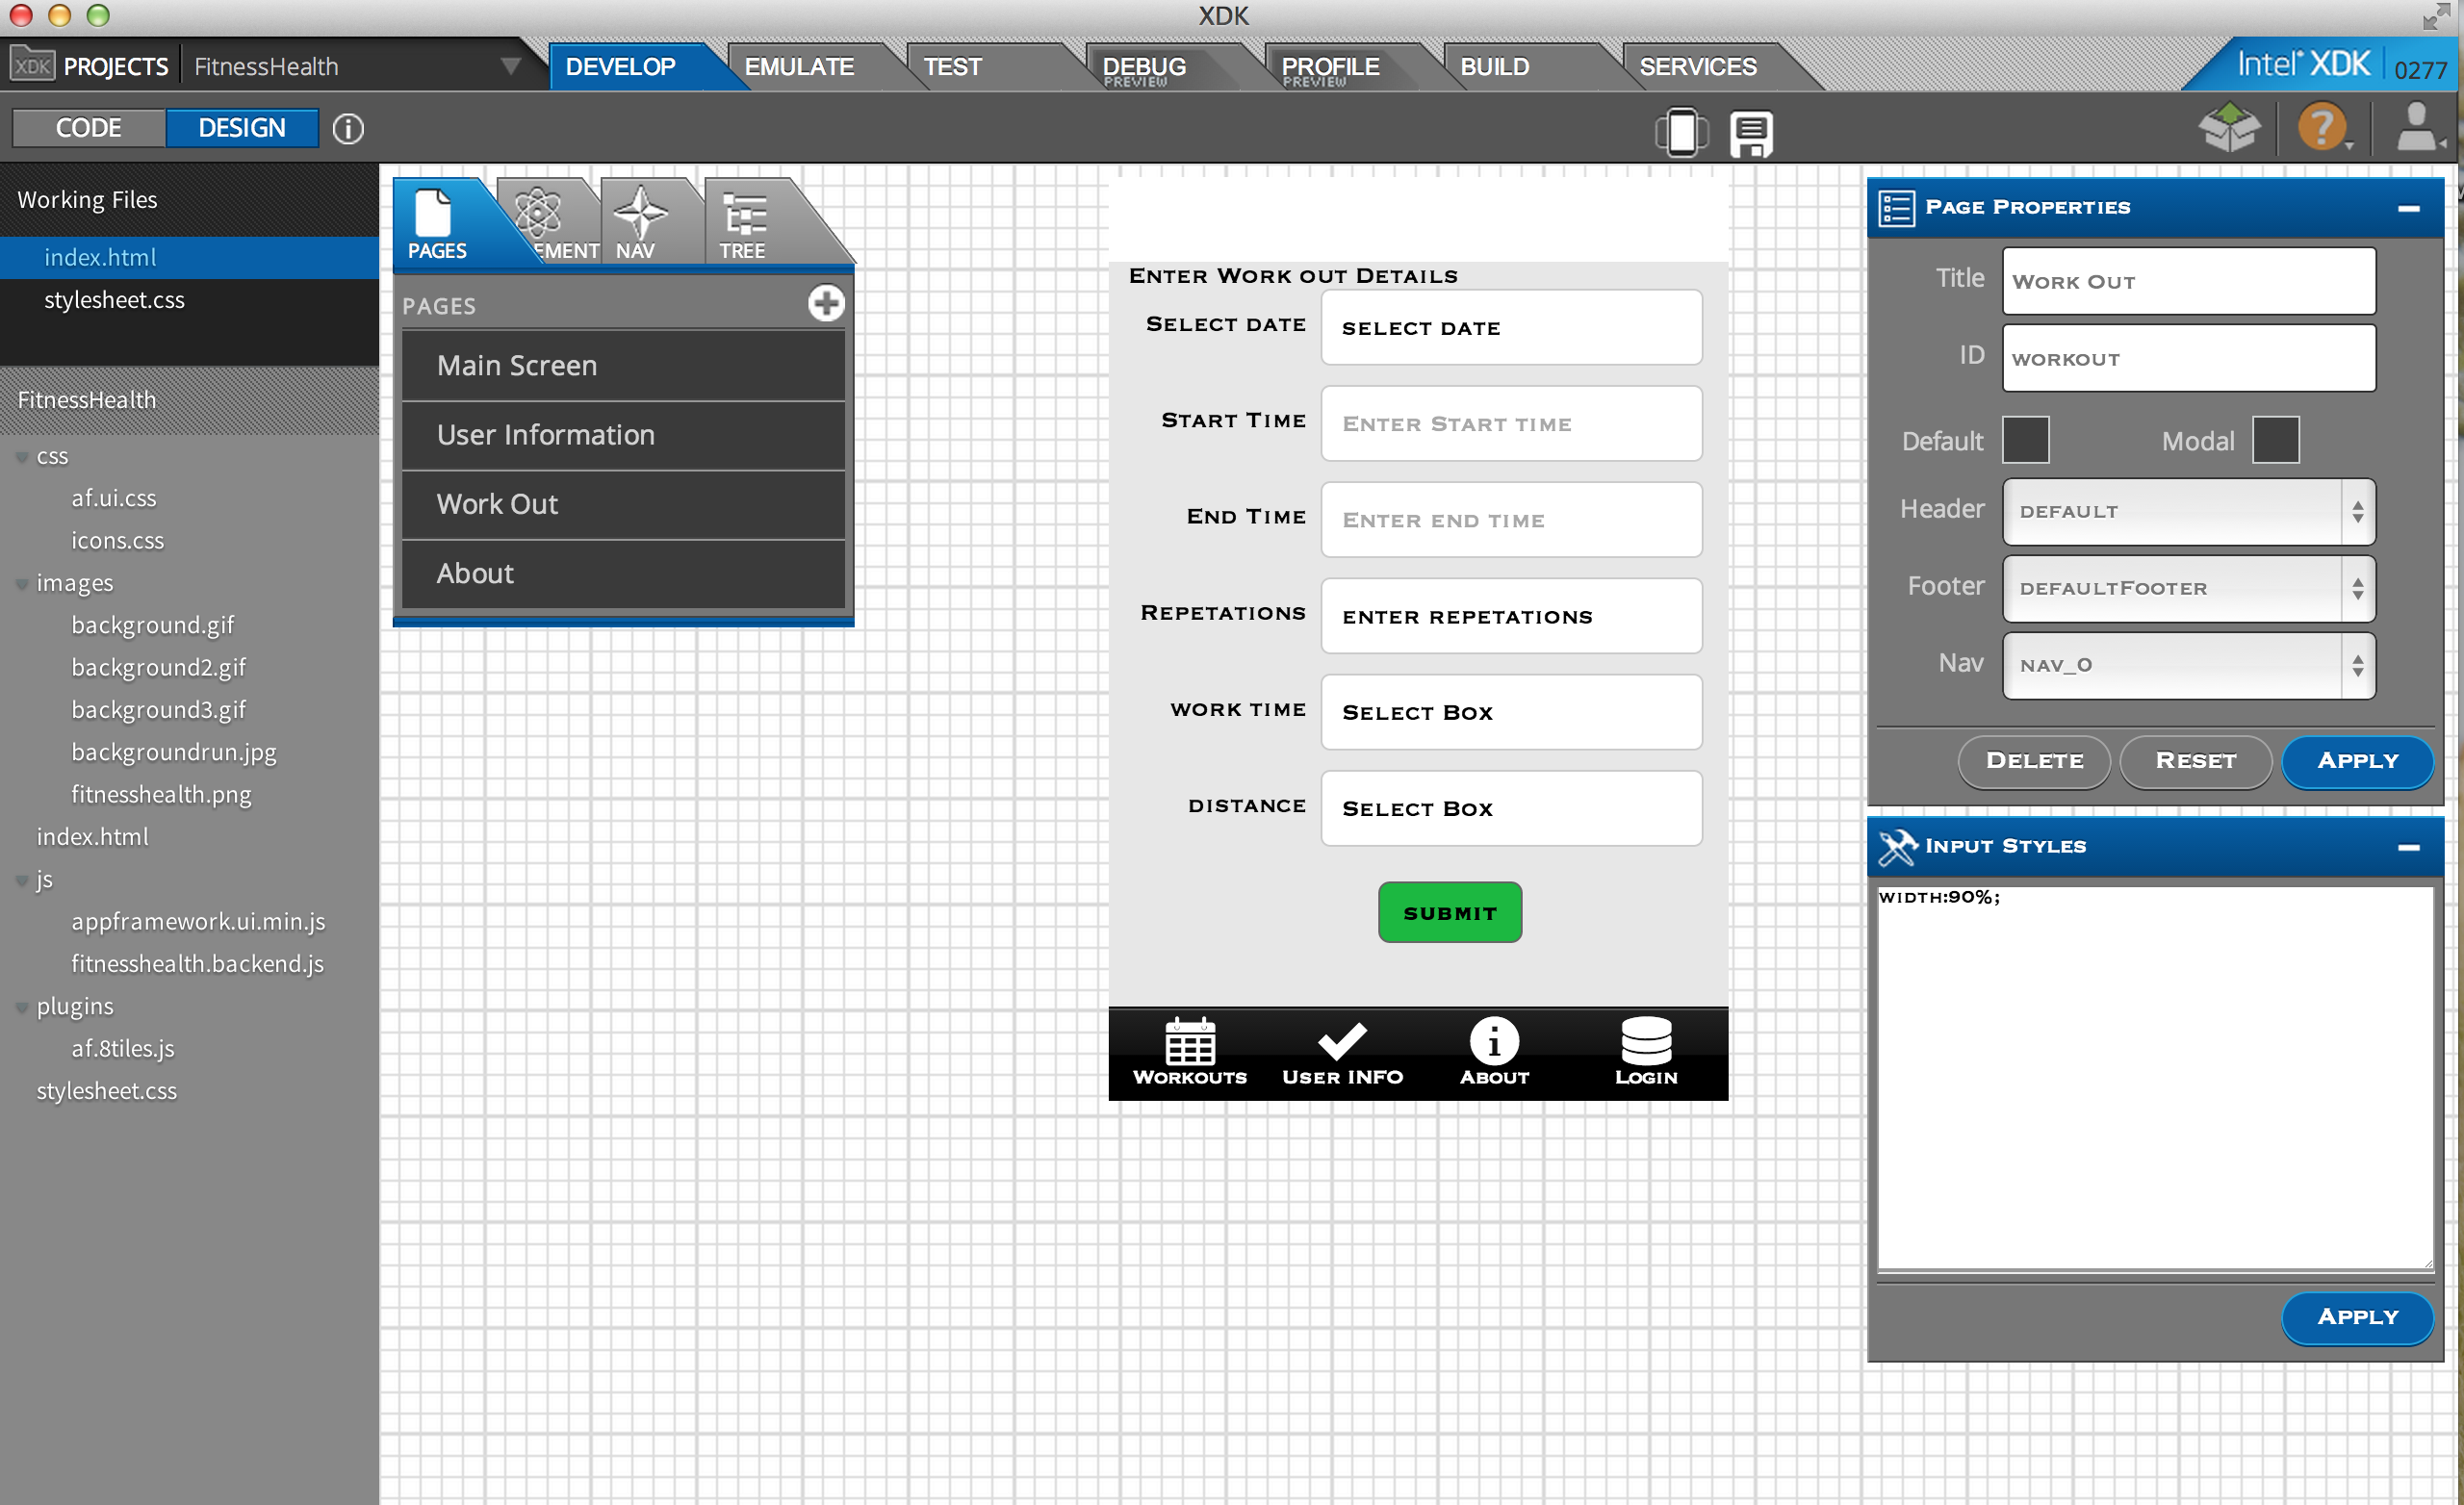 XDK
XDK PROJECTS FitnessHealth DEVELOP EMULATE TEST DEBUG PREVIEW PROFILE PREVIEW BUILD SERVICES Intel® XDK 0277
CODE DESIGN
Working Files
index.html
stylesheet.css
FitnessHealth
css
af.ui.css
icons.css
images
background.gif
background2.gif
background3.gif
backgroundrun.jpg
fitnesshealth.png
index.html
js
appframework.ui.min.js
fitnesshealth.backend.js
plugins
af.8tiles.js
stylesheet.css
PAGES EMENT NAV TREE
PAGES
Main Screen
User Information
Work Out
About
Enter Work out Details
Select date select date
Start Time Enter Start time
End Time Enter end time
Repetations enter repetations
work time Select Box
distance Select Box
submit
Workouts User INFO About Login
Page Properties
Title Work Out
ID workout
Default Modal
Header default
Footer defaultFooter
Nav nav_0
Delete Reset Apply
Input Styles
width:90%;
Apply